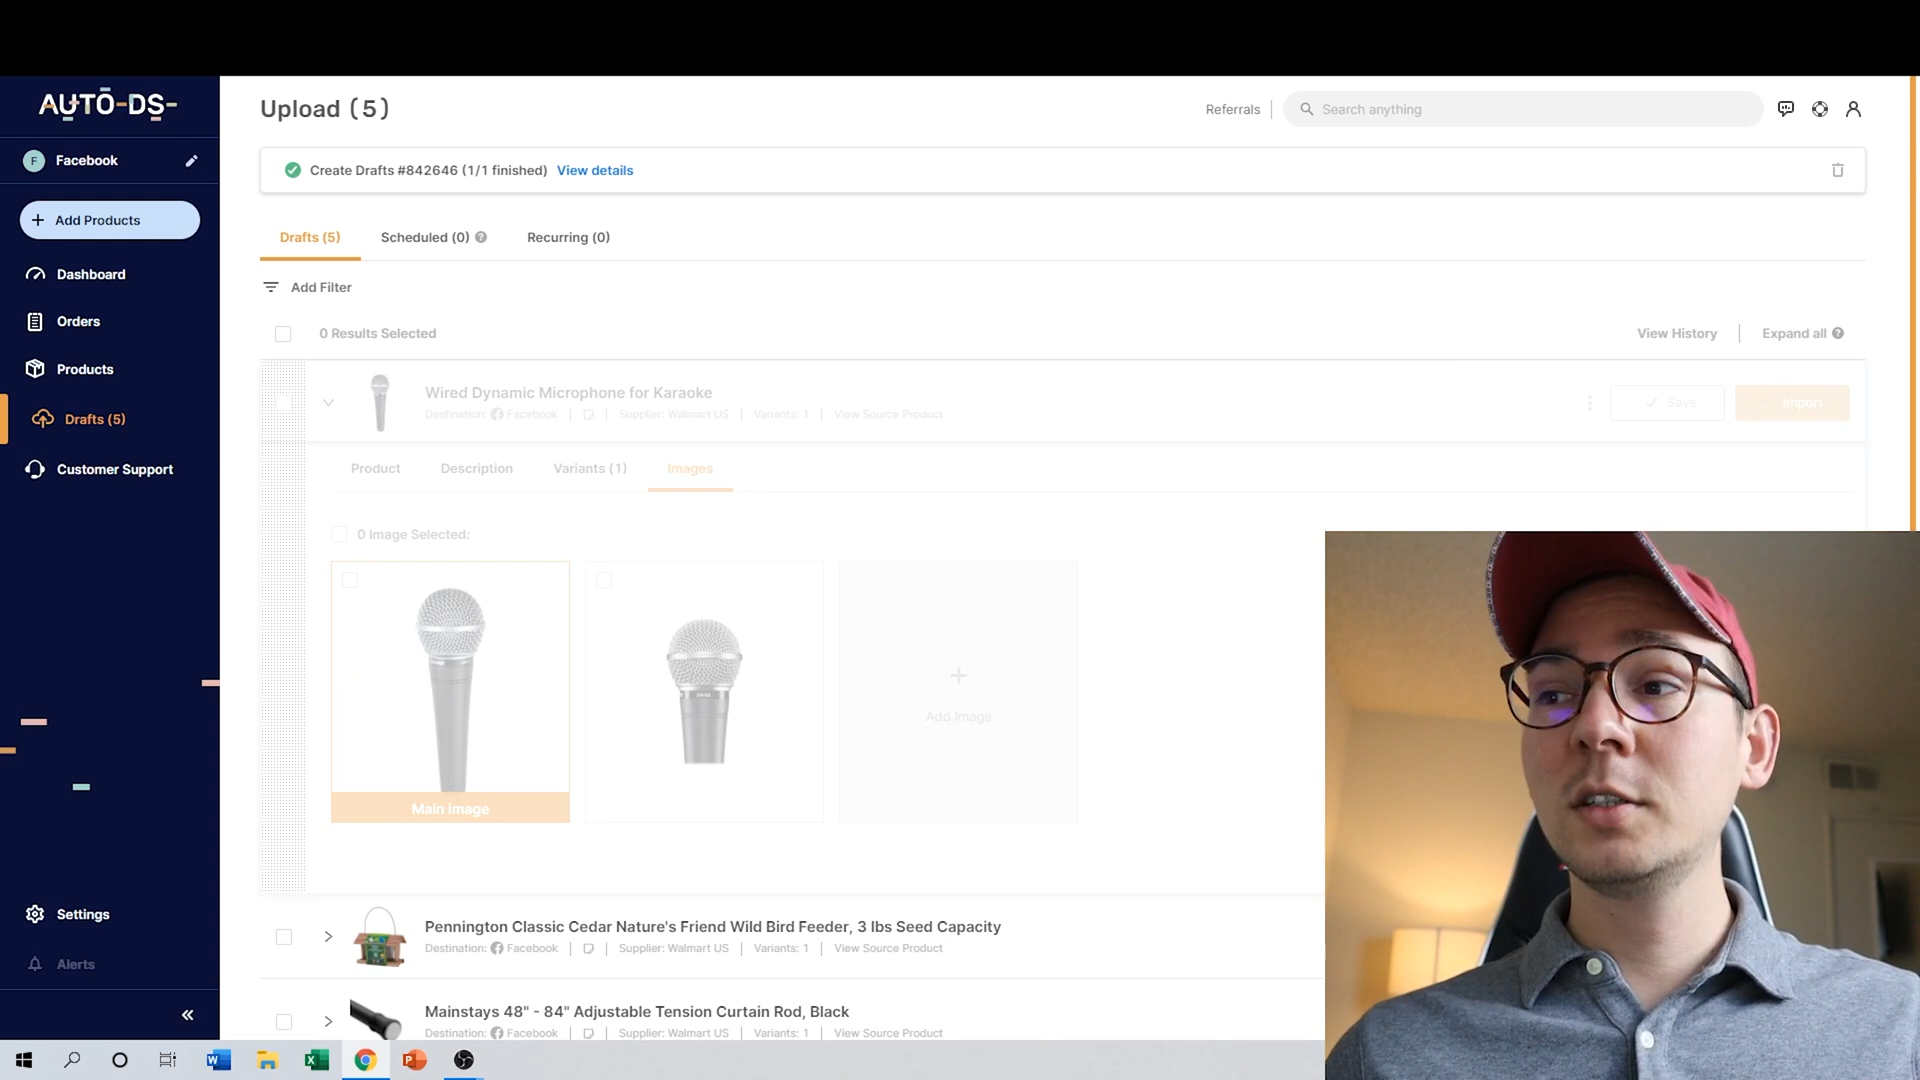 AUTO-DS-
Upload (5)
Referrals
Search anything
F Facebook
Create Drafts #842646 (1/1 finished) View details
+ Add Products
Drafts (5)
Scheduled (0) ?
Recurring (0)
Dashboard
Add Filter
Orders
0 Results Selected
View History
Expand all ?
Products
Wired Dynamic Microphone for Karaoke
Destination: Facebook | | Supplier: Walmart US | Variants: 1 | View Source Product
Save
Import
Drafts (5)
Customer Support
Product
Description
Variants (1)
Images
0 Image Selected:
+
Add Image
Main image
Settings
Pennington Classic Cedar Nature's Friend Wild Bird Feeder, 3 lbs Seed Capacity
Destination: Facebook | | Supplier: Walmart US | Variants: 1 | View Source Product
Alerts
Mainstays 48" - 84" Adjustable Tension Curtain Rod, Black
Destination: Facebook | | Supplier: Walmart US | Variants: 1 | View Source Product